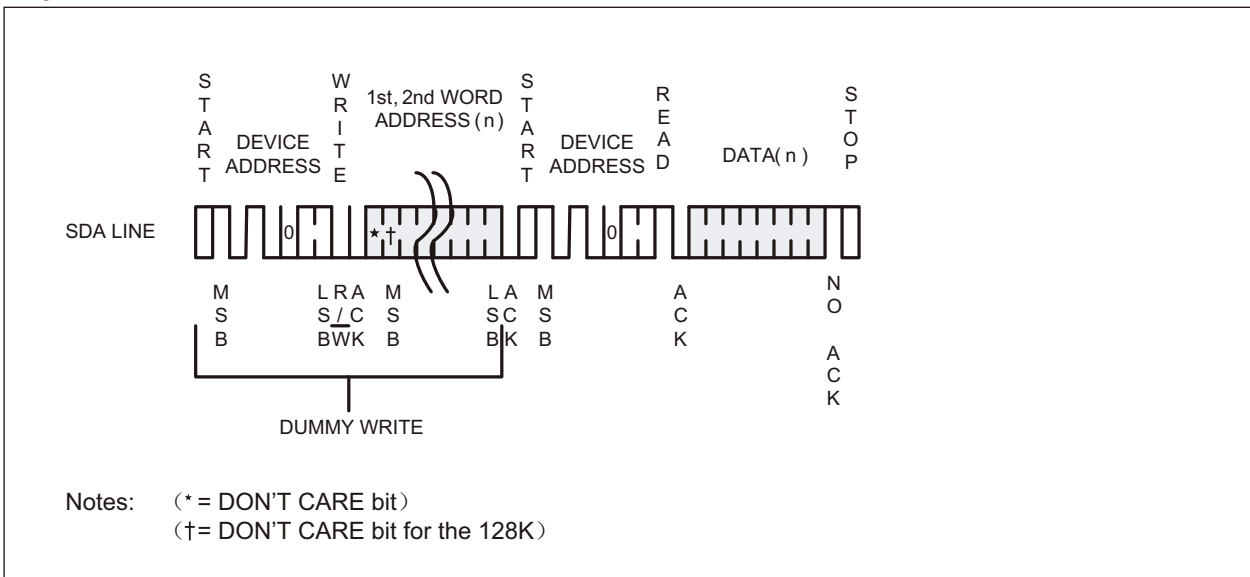 START
DEVICE
ADDRESS
WRITE
1st, 2nd WORD
ADDRESS (n)
START
DEVICE
ADDRESS
READ
DATA( n )
STOP
SDA LINE
0
★ †
0
MSB
LSB
R/W
ACK
MSB
LSB
ACK
MSB
ACK
NO ACK
DUMMY WRITE
Notes: (★ = DON'T CARE bit)
(†= DON'T CARE bit for the 128K)